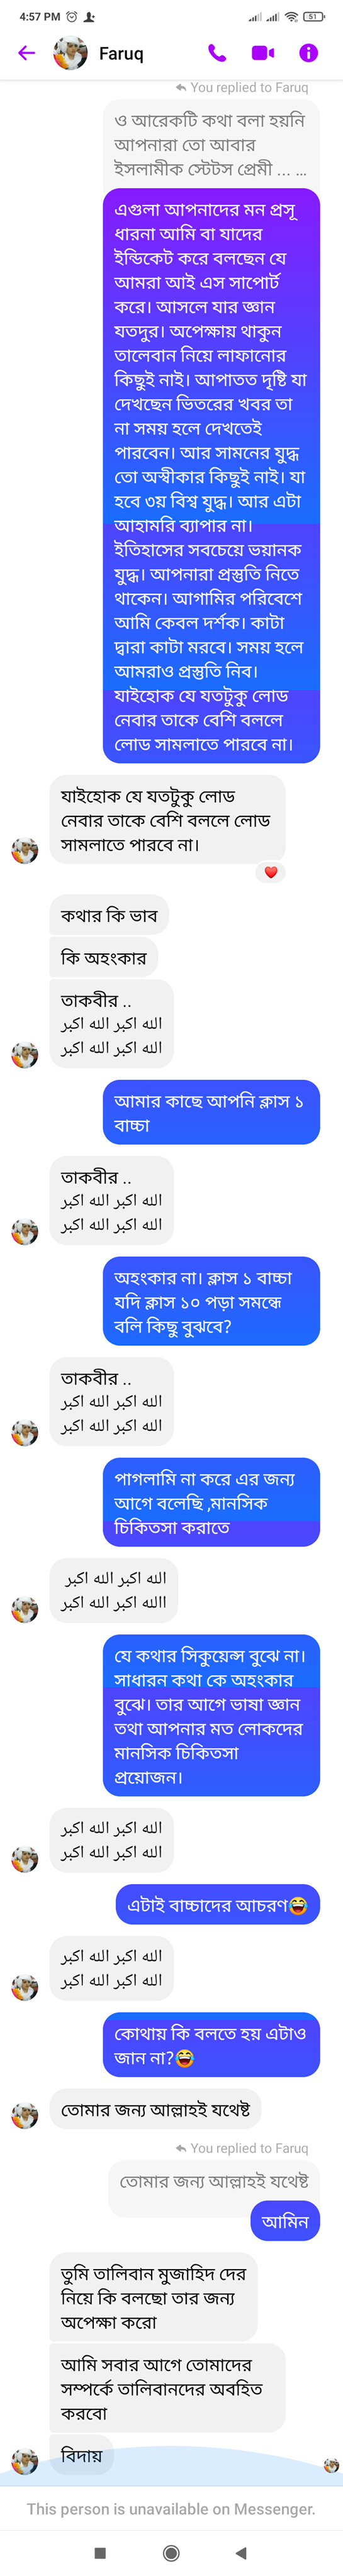 4:57 PM
51
Faruq
You replied to Faruq
ও আরেকটি কথা বলা হয়নি
আপনারা তো আবার
ইসলামীক স্টেটস প্রেমী ... ...
এগুলা আপনাদের মন প্রসূ
ধারনা আমি বা যাদের
ইন্ডিকেট করে বলছেন যে
আমরা আই এস সাপোর্ট
করে। আসলে যার জ্ঞান
যতদুর। অপেক্ষায় থাকুন
তালেবান নিয়ে লাফানোর
কিছুই নাই। আপাতত দৃষ্টি যা
দেখছেন ভিতরের খবর তা
না সময় হলে দেখতেই
পারবেন। আর সামনের যুদ্ধ
তো অস্বীকার কিছুই নাই। যা
হবে ৩য় বিশ্ব যুদ্ধ। আর এটা
আহামরি ব্যাপার না।
ইতিহাসের সবচেয়ে ভয়ানক
যুদ্ধ। আপনারা প্রস্তুতি নিতে
থাকেন। আগামির পরিবেশে
আমি কেবল দর্শক। কাটা
দ্বারা কাটা মরবে। সময় হলে
আমরাও প্রস্তুতি নিব।
যাইহোক যে যতটুকু লোড
নেবার তাকে বেশি বললে
লোড সামলাতে পারবে না।
যাইহোক যে যতটুকু লোড
নেবার তাকে বেশি বললে লোড
সামলাতে পারবে না।
কথার কি ভাব
কি অহংকার
তাকবীর ..
الله اكبر الله اكبر
الله اكبر الله اكبر
আমার কাছে আপনি ক্লাস ১
বাচ্চা
তাকবীর ..
الله اكبر الله اكبر
الله اكبر الله اكبر
অহংকার না। ক্লাস ১ বাচ্চা
যদি ক্লাস ১০ পড়া সমন্ধে
বলি কিছু বুঝবে?
তাকবীর ..
الله اكبر الله اكبر
الله اكبر الله اكبر
পাগলামি না করে এর জন্য
আগে বলেছি ,মানসিক
চিকিতসা করাতে
الله اكبر الله اكبر
االله اكبر الله اكبر
যে কথার সিকুয়েন্স বুঝে না।
সাধারন কথা কে অহংকার
বুঝে। তার আগে ভাষা জ্ঞান
তথা আপনার মত লোকদের
মানসিক চিকিতসা
প্রয়োজন।
الله اكبر الله اكبر
الله اكبر الله اكبر
এটাই বাচ্চাদের আচরণ😂
الله اكبر الله اكبر
الله اكبر الله اكبر
কোথায় কি বলতে হয় এটাও
জান না?😂
তোমার জন্য আল্লাহই যথেষ্ট
You replied to Faruq
তোমার জন্য আল্লাহই যথেষ্ট
আমিন
তুমি তালিবান মুজাহিদ দের
নিয়ে কি বলছো তার জন্য
অপেক্ষা করো
আমি সবার আগে তোমাদের
সম্পর্কে তালিবানদের অবহিত
করবো
বিদায়
This person is unavailable on Messenger.